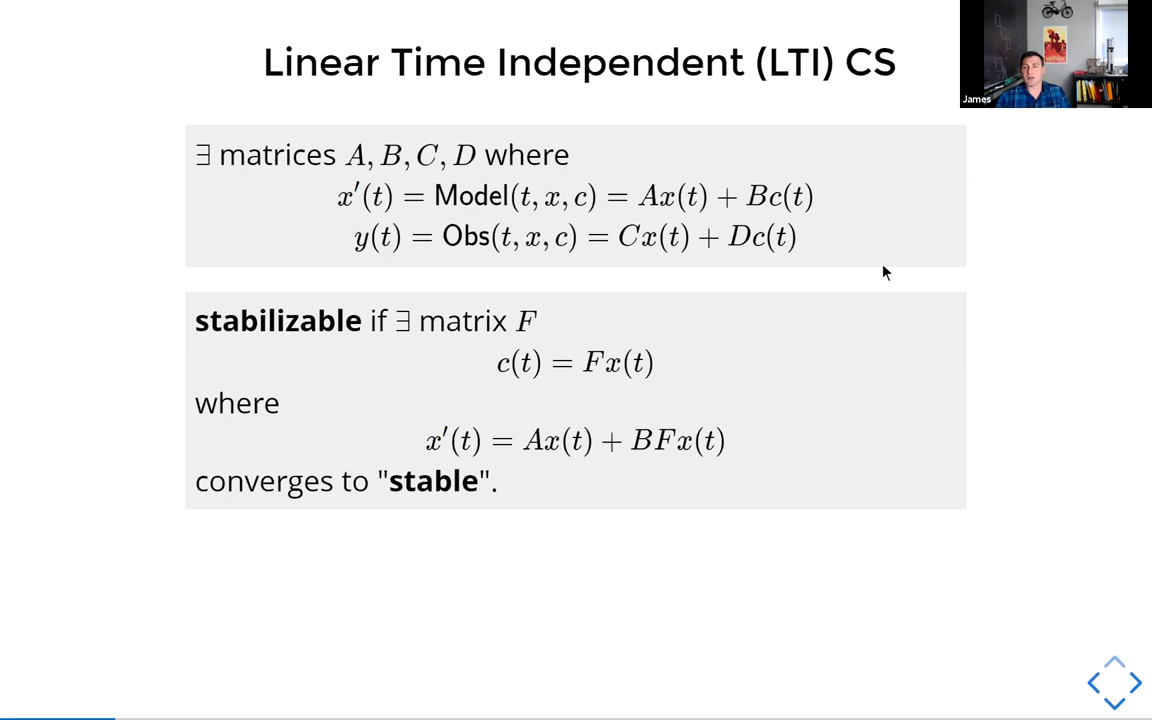 Linear Time Independent (LTI) CS
James
∃ matrices A, B, C, D where
x′(t) = Model(t, x, c) = Ax(t) + Bc(t)
y(t) = Obs(t, x, c) = Cx(t) + Dc(t)
stabilizable if ∃ matrix F
c(t) = Fx(t)
where
x′(t) = Ax(t) + BFx(t)
converges to "stable".